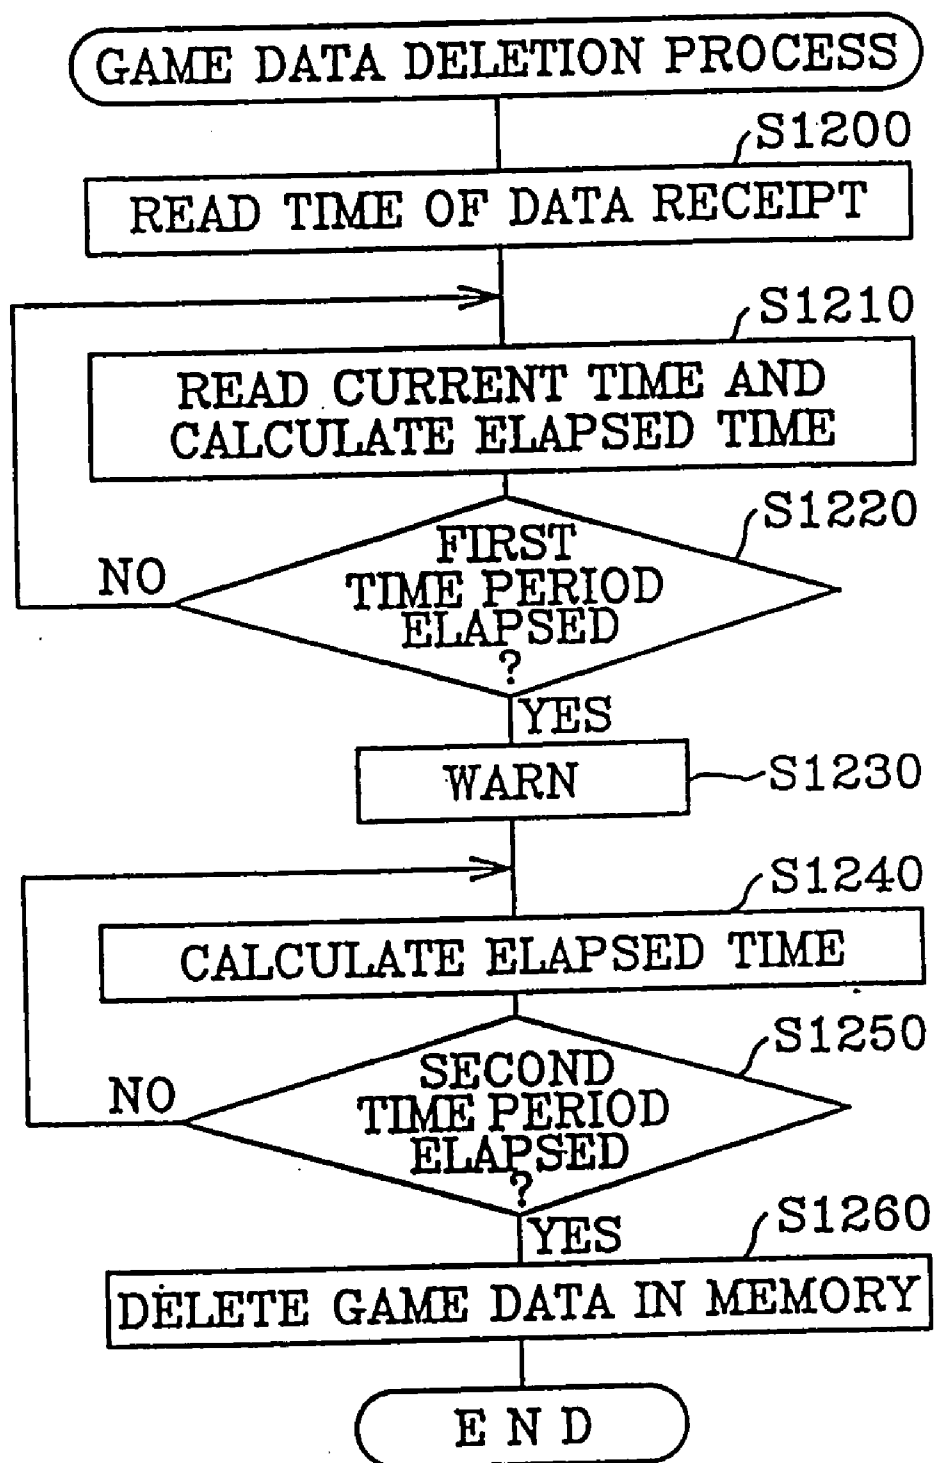 GAME DATA DELETION PROCESS
S1200
READ TIME OF DATA RECEIPT
S1210
READ CURRENT TIME AND
CALCULATE ELAPSED TIME
S1220
FIRST
TIME PERIOD
ELAPSED
?
NO
YES
WARN
S1230
S1240
CALCULATE ELAPSED TIME
S1250
SECOND
TIME PERIOD
ELAPSED
?
NO
YES
S1260
DELETE GAME DATA IN MEMORY
END